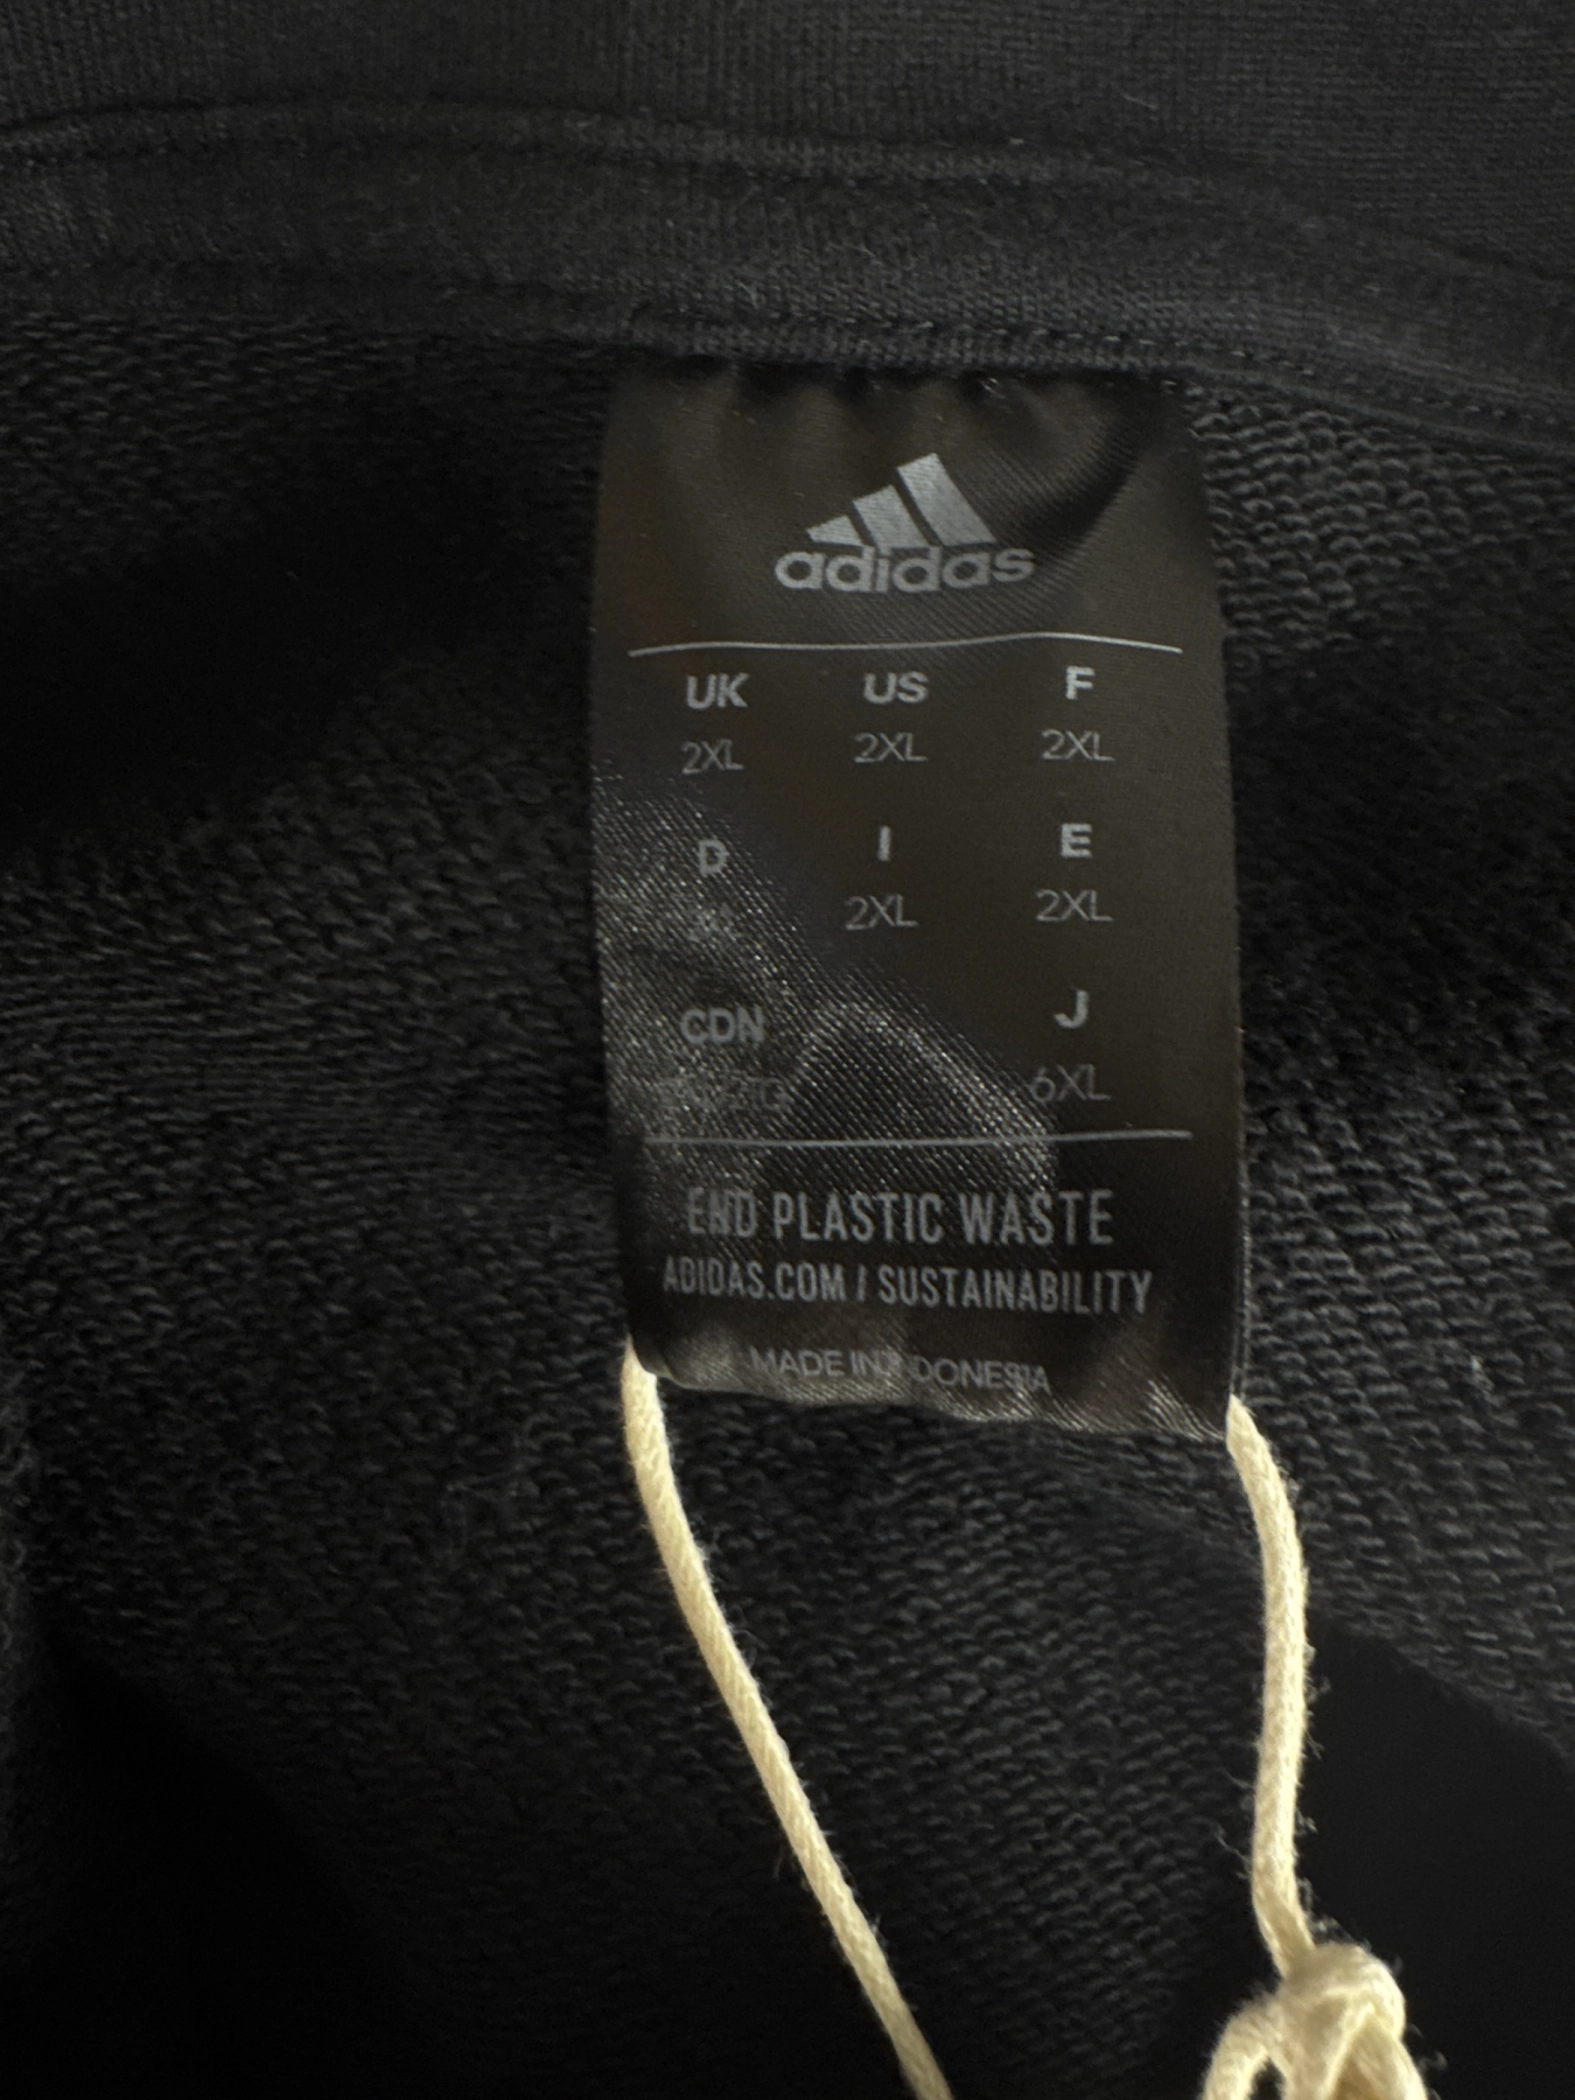 adidas
UK US F
2XL 2XL 2XL
D I E
2XL 2XL
CDN J
6XL
END PLASTIC WASTE
ADIDAS.COM / SUSTAINABILITY
MADE IN INDONESIA